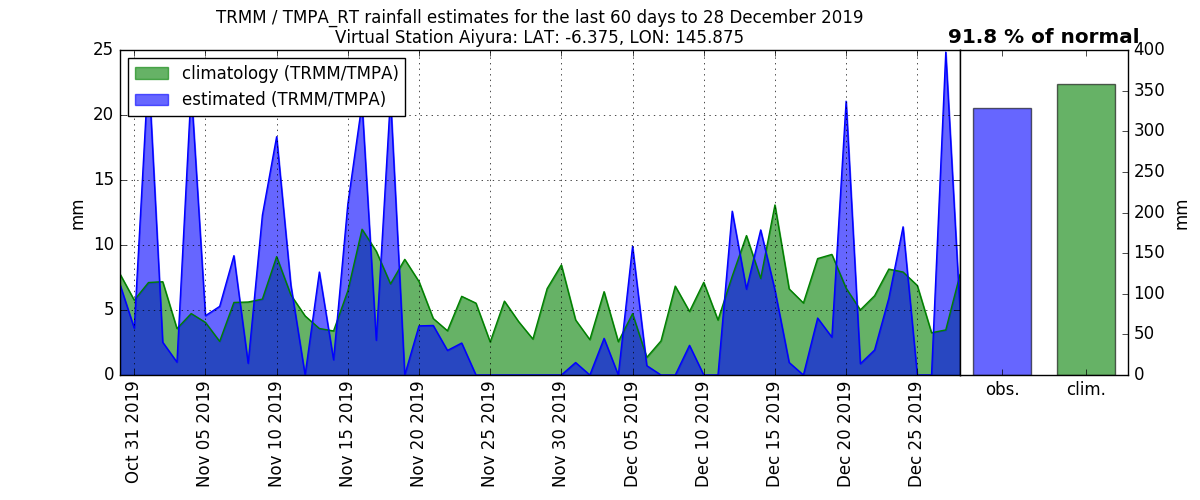 TRMM / TMPA_RT rainfall estimates for the last 60 days to 28 December 2019
Virtual Station Aiyura: LAT: -6.375, LON: 145.875
91.8 % of normal
climatology (TRMM/TMPA)
estimated (TRMM/TMPA)
25
20
15
10
5
0
mm
Oct 31 2019
Nov 05 2019
Nov 10 2019
Nov 15 2019
Nov 20 2019
Nov 25 2019
Nov 30 2019
Dec 05 2019
Dec 10 2019
Dec 15 2019
Dec 20 2019
Dec 25 2019
obs.
clim.
400
350
300
250
200
150
100
50
0
mm